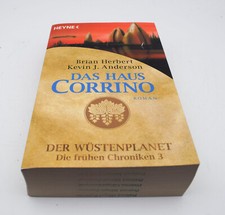 HEYNE
Brian Herbert
Kevin J. Anderson
DAS HAUS
CORRINO
ROMAN
DER WÜSTENPLANET
Die frühen Chroniken 3